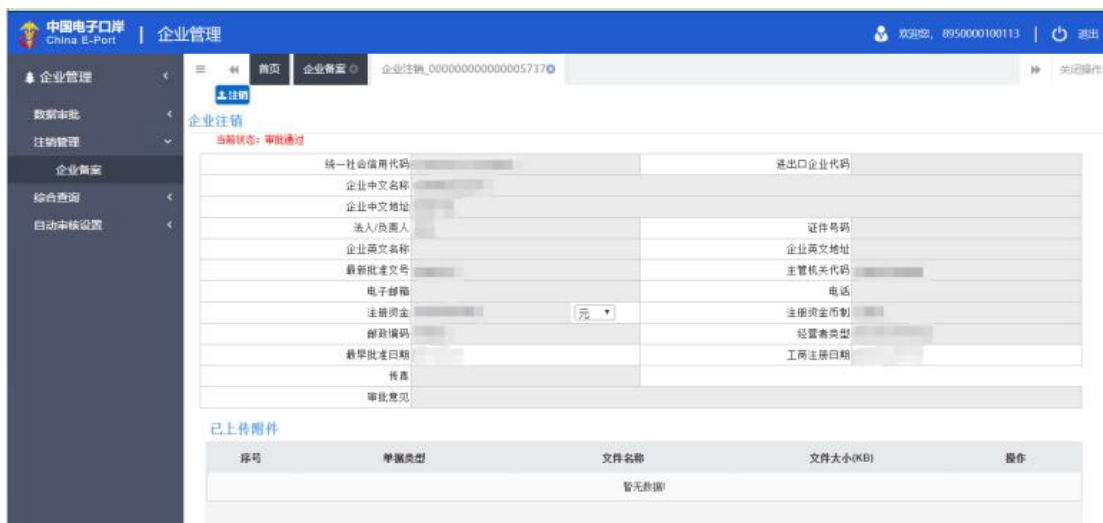 中国电子口岸
China E-Port
企业管理
欢迎您, 8950000100113
退出
企业管理
首页
企业备案
企业注销_000000000000005737
关闭操作
注销
数据审批
企业注销
注销管理
当前状态：审批通过
企业备案
综合查询
自动审核设置
统一社会信用代码
进出口企业代码
企业中文名称
企业中文地址
法人/负责人
证件号码
企业英文名称
企业英文地址
最新批准文号
主管机关代码
电子邮箱
电话
注册资金
元
注册资金币制
邮政编码
经营者类型
最早批准日期
工商注册日期
传真
审批意见
已上传附件
序号
单据类型
文件名称
文件大小(KB)
操作
暂无数据!